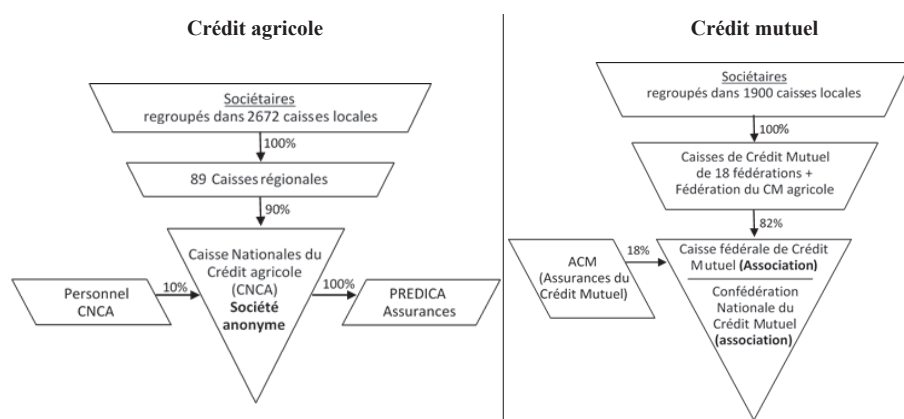 Crédit agricole
Sociétaires
regroupés dans 2672 caisses locales
100%
89 Caisses régionales
90%
Caisse Nationales du
Crédit agricole
(CNCA)
Société
anonyme
Personnel
CNCA
10%
100%
PREDICA
Assurances
Crédit mutuel
Sociétaires
regroupés dans 1900 caisses locales
100%
Caisses de Crédit Mutuel
de 18 fédérations +
Fédération du CM agricole
82%
ACM
(Assurances du
Crédit Mutuel)
18%
Caisse fédérale de Crédit
Mutuel (Association)
Confédération
Nationale du
Crédit Mutuel
(association)